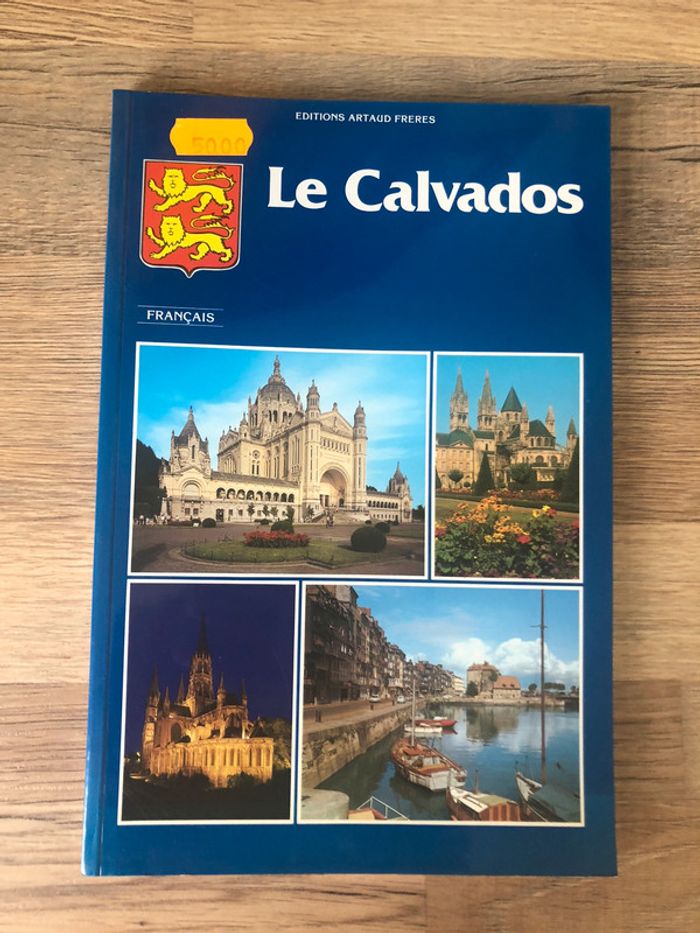 EDITIONS ARTAUD FRERES
50.00
Le Calvados
FRANÇAIS